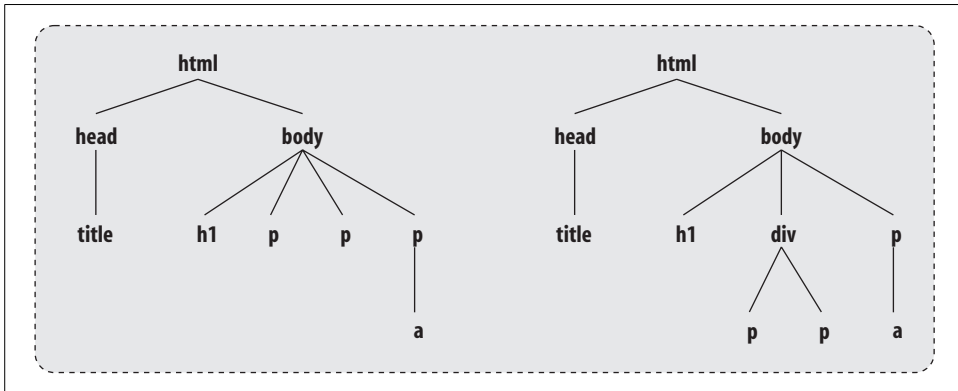 html html
head body head body
title h1 p p p title h1 div p
a p p a